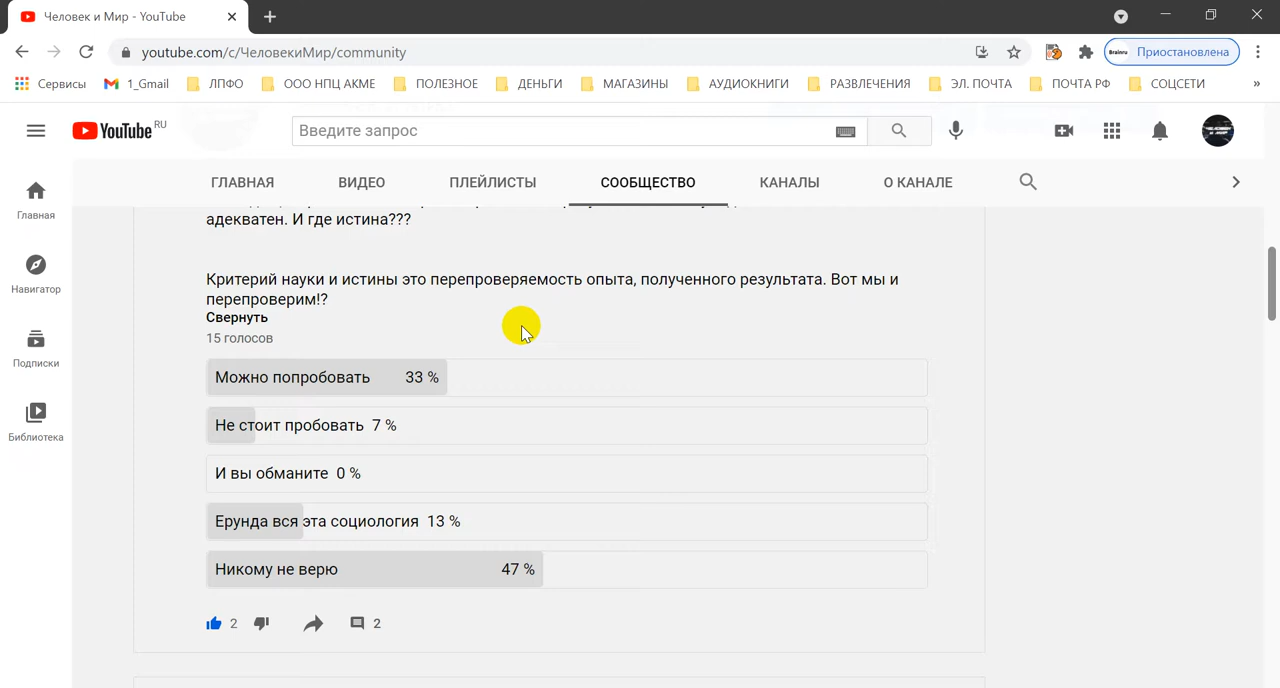 Человек и Мир - YouTube
youtube.com/c/ЧеловекиМир/community
Brainru Приостановлена
Сервисы 1_Gmail ЛПФО ООО НПЦ АКМЕ ПОЛЕЗНОЕ ДЕНЬГИ МАГАЗИНЫ АУДИОКНИГИ РАЗВЛЕЧЕНИЯ ЭЛ. ПОЧТА ПОЧТА РФ СОЦСЕТИ »
YouTube RU Введите запрос
ГЛАВНАЯ ВИДЕО ПЛЕЙЛИСТЫ СООБЩЕСТВО КАНАЛЫ О КАНАЛЕ
Главная
Навигатор
Подписки
Библиотека
адекватен. И где истина???
Критерий науки и истины это перепроверяемость опыта, полученного результата. Вот мы и
перепроверим!?
Свернуть
15 голосов
Можно попробовать 33 %
Не стоит пробовать 7 %
И вы обманите 0 %
Ерунда вся эта социология 13 %
Никому не верю 47 %
2 2